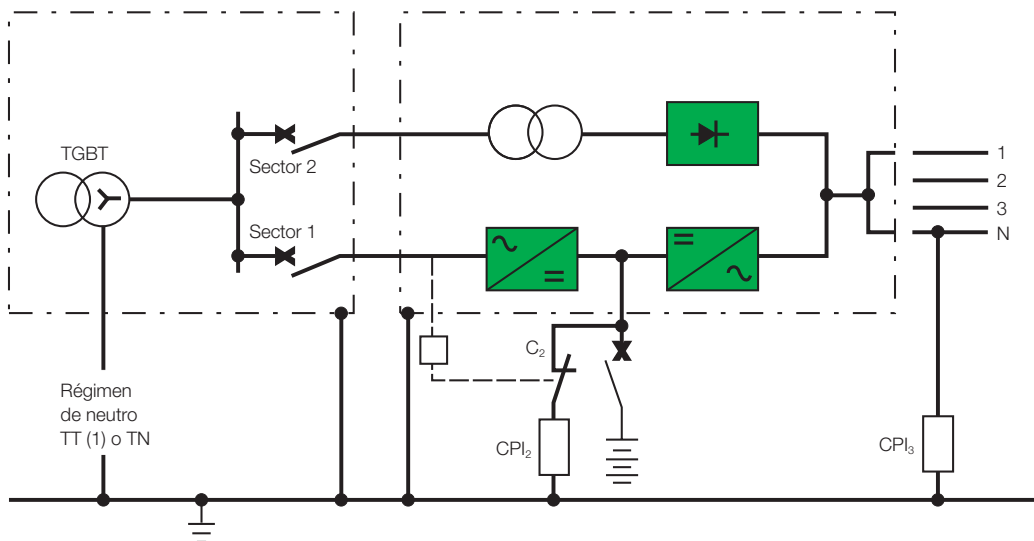 TGBT
Sector 2
Sector 1
1
2
3
N
C₂
Régimen
de neutro
TT (1) o TN
CPI₂
CPI₃